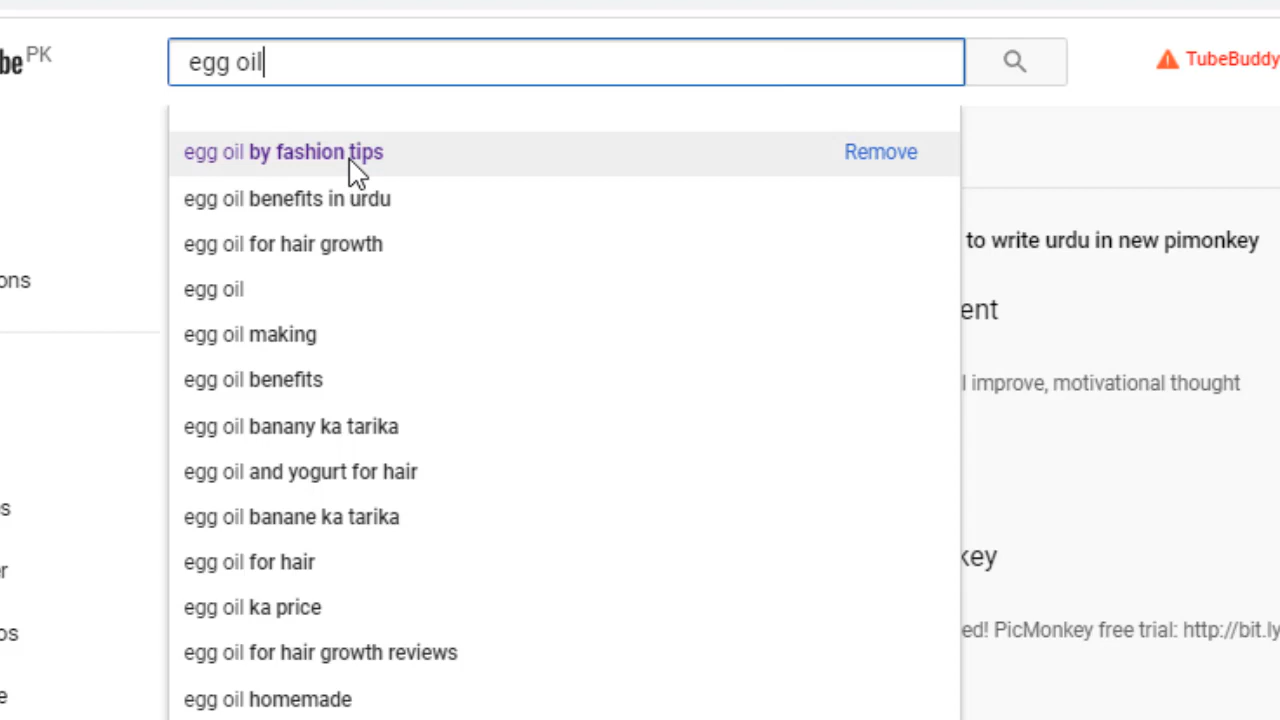 be PK
egg oil
TubeBuddy
egg oil by fashion tips Remove
egg oil benefits in urdu
to write urdu in new pimonkey
egg oil for hair growth
ons
egg oil
ent
egg oil making
egg oil benefits
l improve, motivational thought
egg oil banany ka tarika
egg oil and yogurt for hair
s
egg oil banane ka tarika
egg oil for hair
key
r
egg oil ka price
ed! PicMonkey free trial: http://bit.ly
os
egg oil for hair growth reviews
e
egg oil homemade